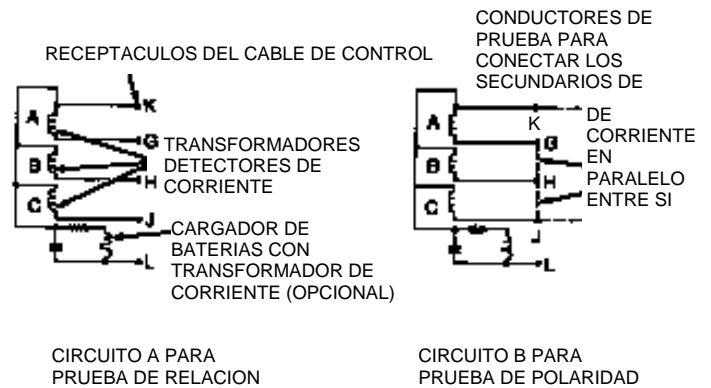 CONDUCTORES DE
PRUEBA PARA
CONECTAR LOS
SECUNDARIOS DE
RECEPTACULOS DEL CABLE DE CONTROL
K
A
G
TRANSFORMADORES
DETECTORES DE
CORRIENTE
B
H
C
J
CARGADOR DE
BATERIAS CON
TRANSFORMADOR DE
CORRIENTE (OPCIONAL)
L
DE
CORRIENTE
EN
PARALELO
ENTRE SI
K
A
G
B
H
C
J
L
CIRCUITO A PARA
PRUEBA DE RELACION
CIRCUITO B PARA
PRUEBA DE POLARIDAD